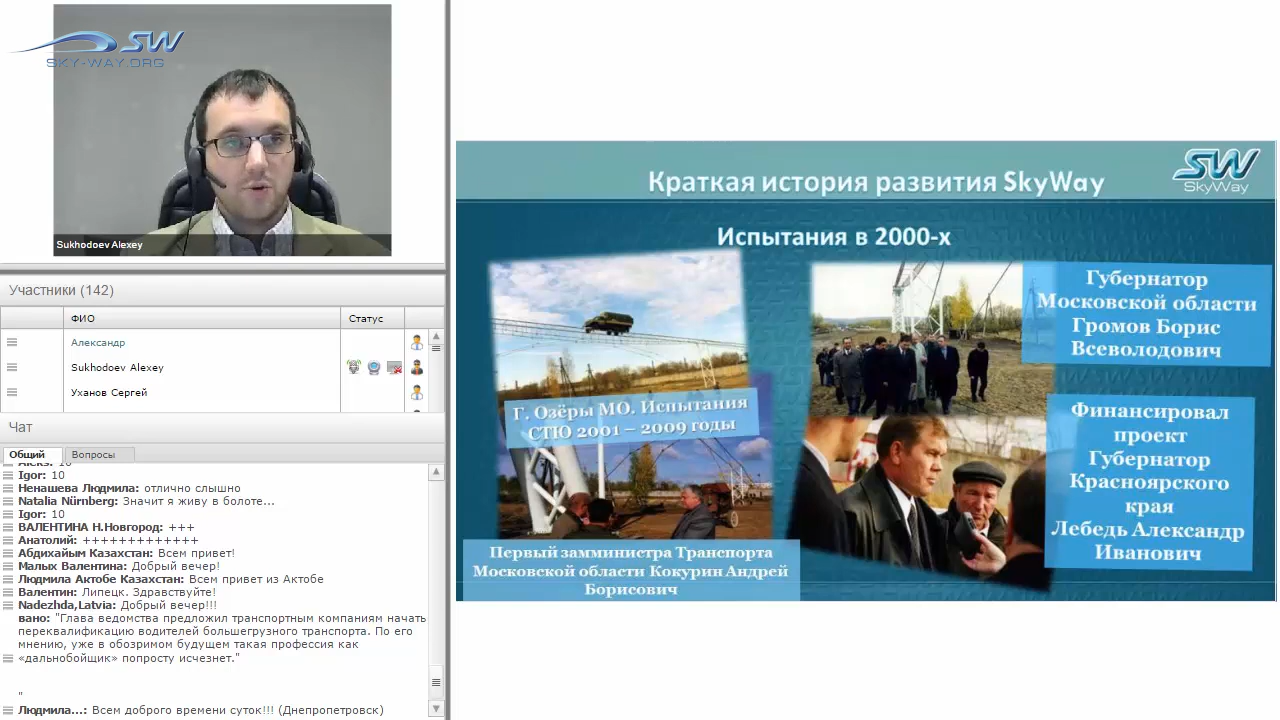 SW
SKY-WAY.ORG
Sukhodoev Alexey
Участники (142)
ФИО
Статус
Александр
Sukhodoev Alexey
Уханов Сергей
Чат
Общий
Вопросы
Aleks: 10
Igor: 10
Ненашева Людмила: отлично слышно
Natalia Nürnberg: Значит я живу в болоте...
Igor: 10
ВАЛЕНТИНА Н.Новгород: +++
Анатолий: +++++++++++++
Абдихайым Казахстан: Всем привет!
Малых Валентина: Добрый вечер!
Людмила Актобе Казахстан: Всем привет из Актобе
Валентин: Липецк. Здравствуйте!
Nadezhda,Latvia: Добрый вечер!!!
вано: "Глава ведомства предложил транспортным компаниям начать
переквалификацию водителей большегрузного транспорта. По его
мнению, уже в обозримом будущем такая профессия как
«дальнобойщик» попросту исчезнет."
"
Людмила...: Всем доброго времени суток!!! (Днепропетровск)
Краткая история развития SkyWay
SW
SkyWay
Испытания в 2000-х
Г. Озёры МО. Испытания
СТЮ 2001 – 2009 годы
Первый замминистра Транспорта
Московской области Кокурин Андрей
Борисович
Губернатор
Московской области
Громов Борис
Всеволодович
Финансировал
проект
Губернатор
Красноярского
края
Лебедь Александр
Иванович